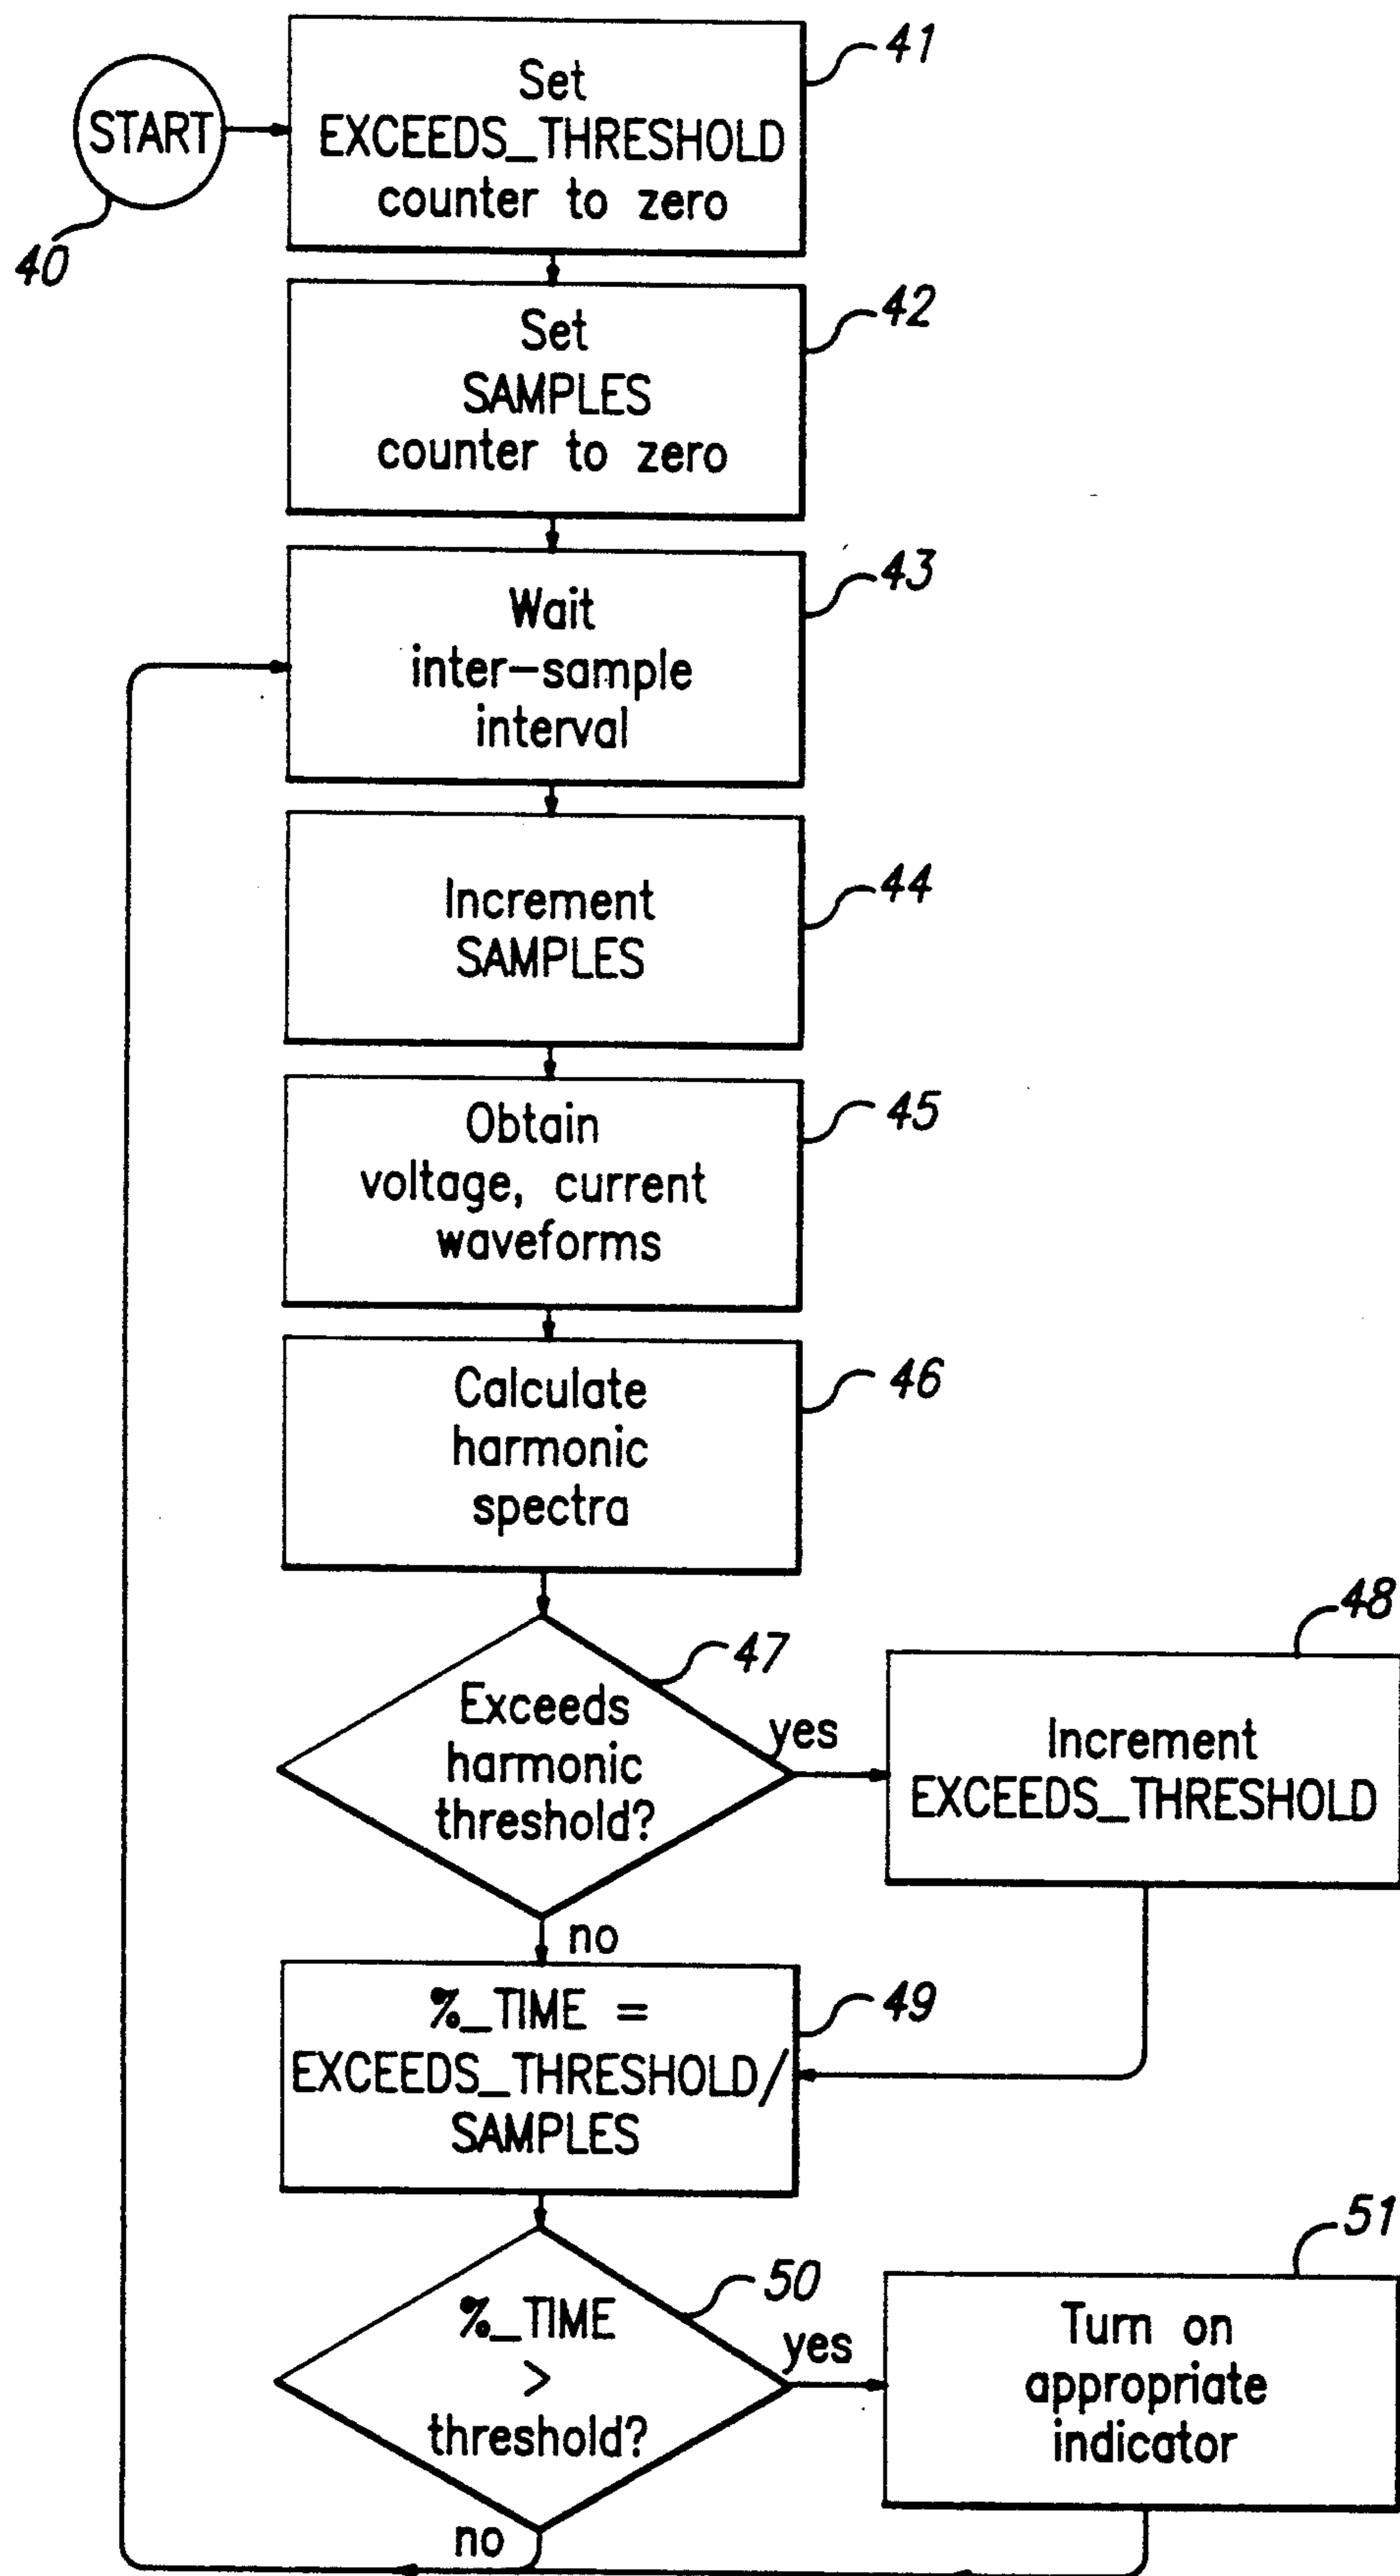 START
40
Set
EXCEEDS_THRESHOLD
counter to zero
41
Set
SAMPLES
counter to zero
42
Wait
inter-sample
interval
43
Increment
SAMPLES
44
Obtain
voltage, current
waveforms
45
Calculate
harmonic
spectra
46
Exceeds
harmonic
threshold?
47
yes
Increment
EXCEEDS_THRESHOLD
48
no
%_TIME =
EXCEEDS_THRESHOLD/
SAMPLES
49
%_TIME
>
threshold?
50
yes
Turn on
appropriate
indicator
51
no